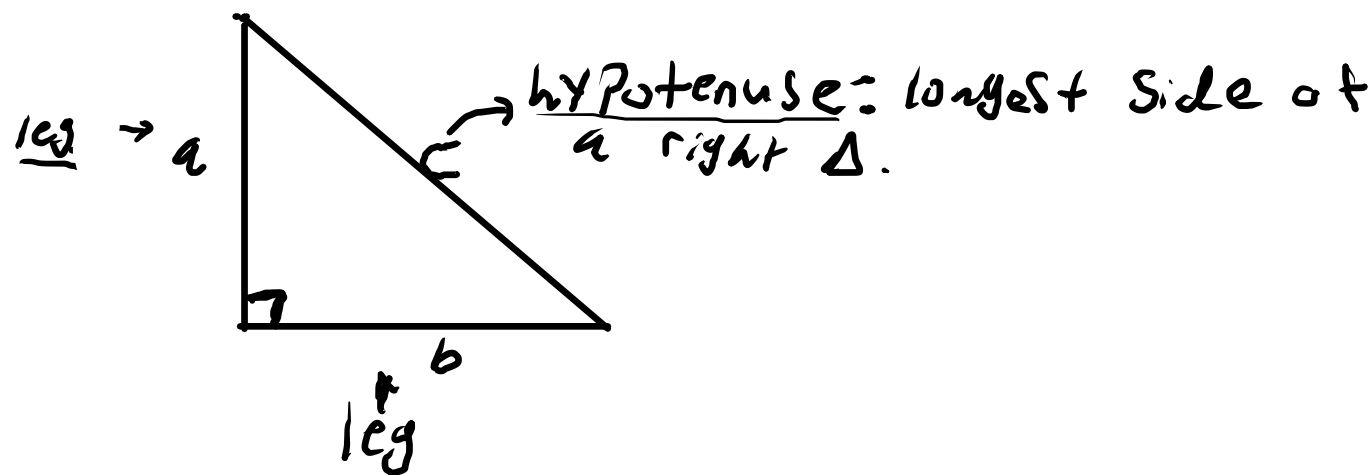 hypotenuse = longest side of
leg → a
a right Δ.
c
b
leg